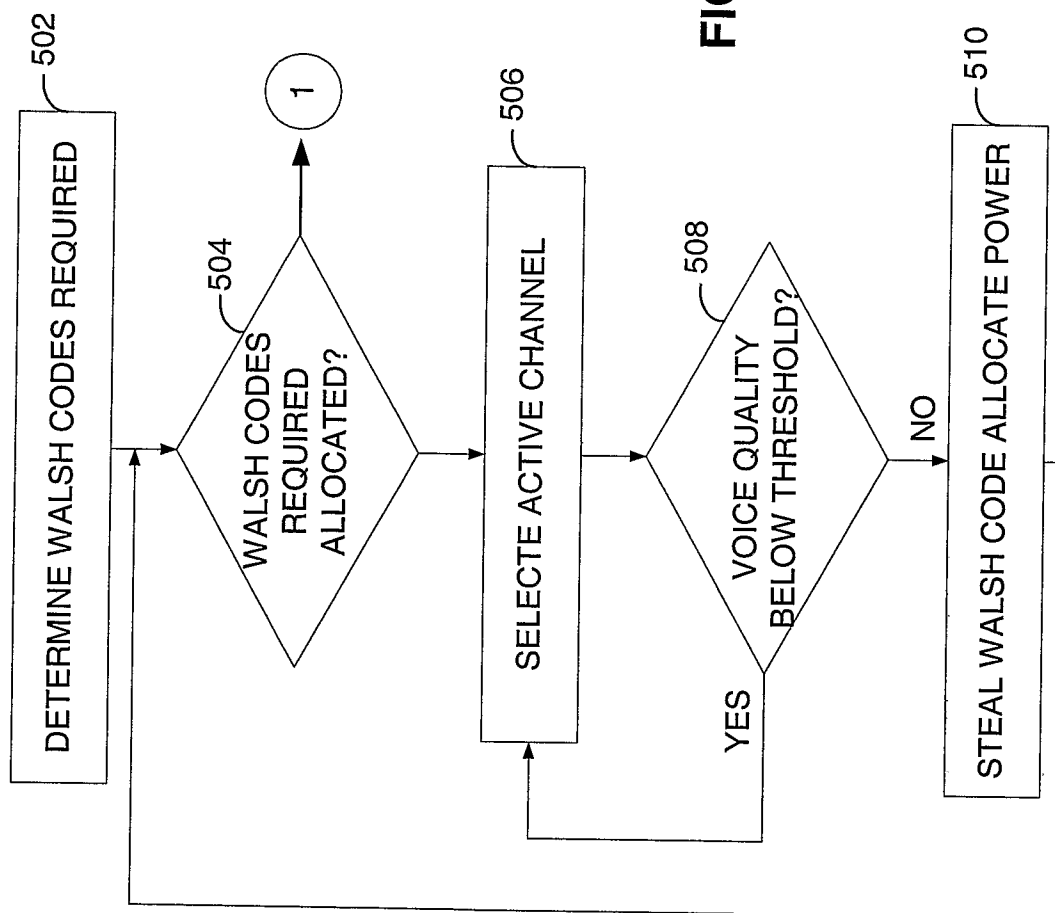 502
DETERMINE WALSH CODES REQUIRED
504
WALSH CODES
REQUIRED
ALLOCATED?
1
506
SELECTE ACTIVE CHANNEL
508
VOICE QUALITY
BELOW THRESHOLD?
YES
NO
510
STEAL WALSH CODE ALLOCATE POWER